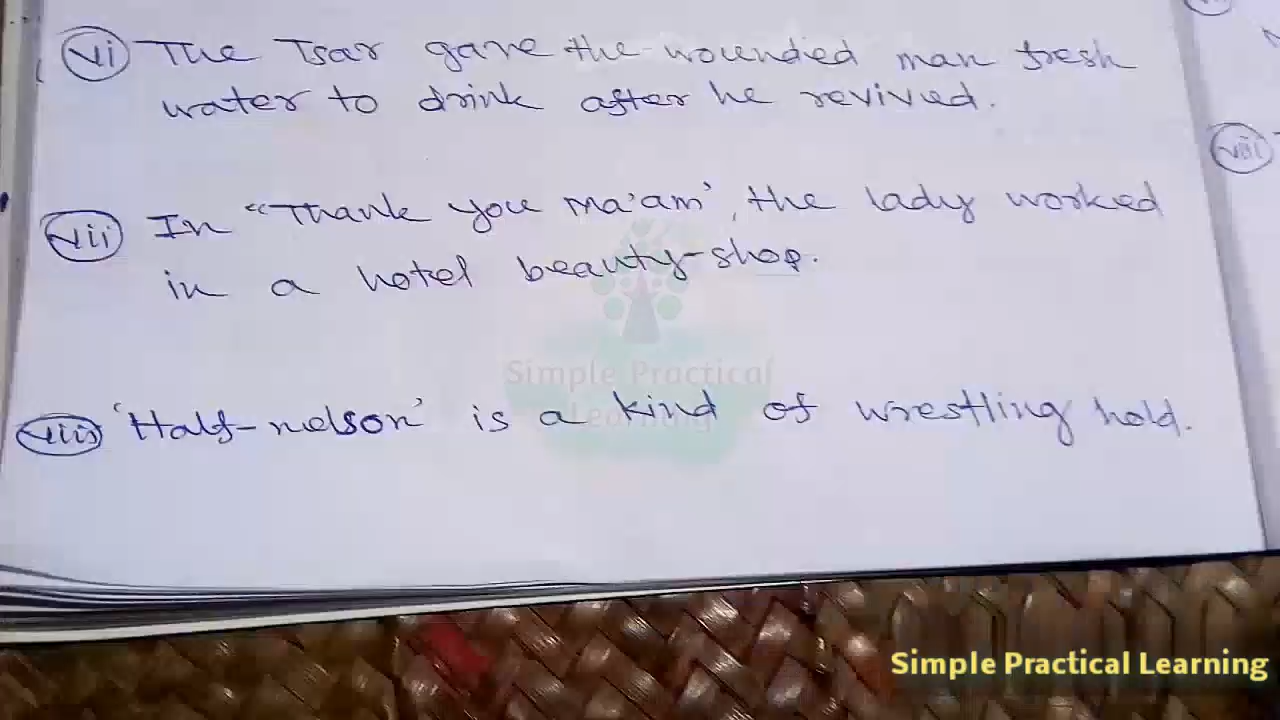 vi The Tsar gave the wounded man fresh
water to drink after he revived.
vii In "Thank you ma'am', the lady worked
in a hotel beauty-shop.
viii 'Half-nelson' is a kind of wrestling hold.
viii
Simple Practical
Learning
Simple Practical Learning